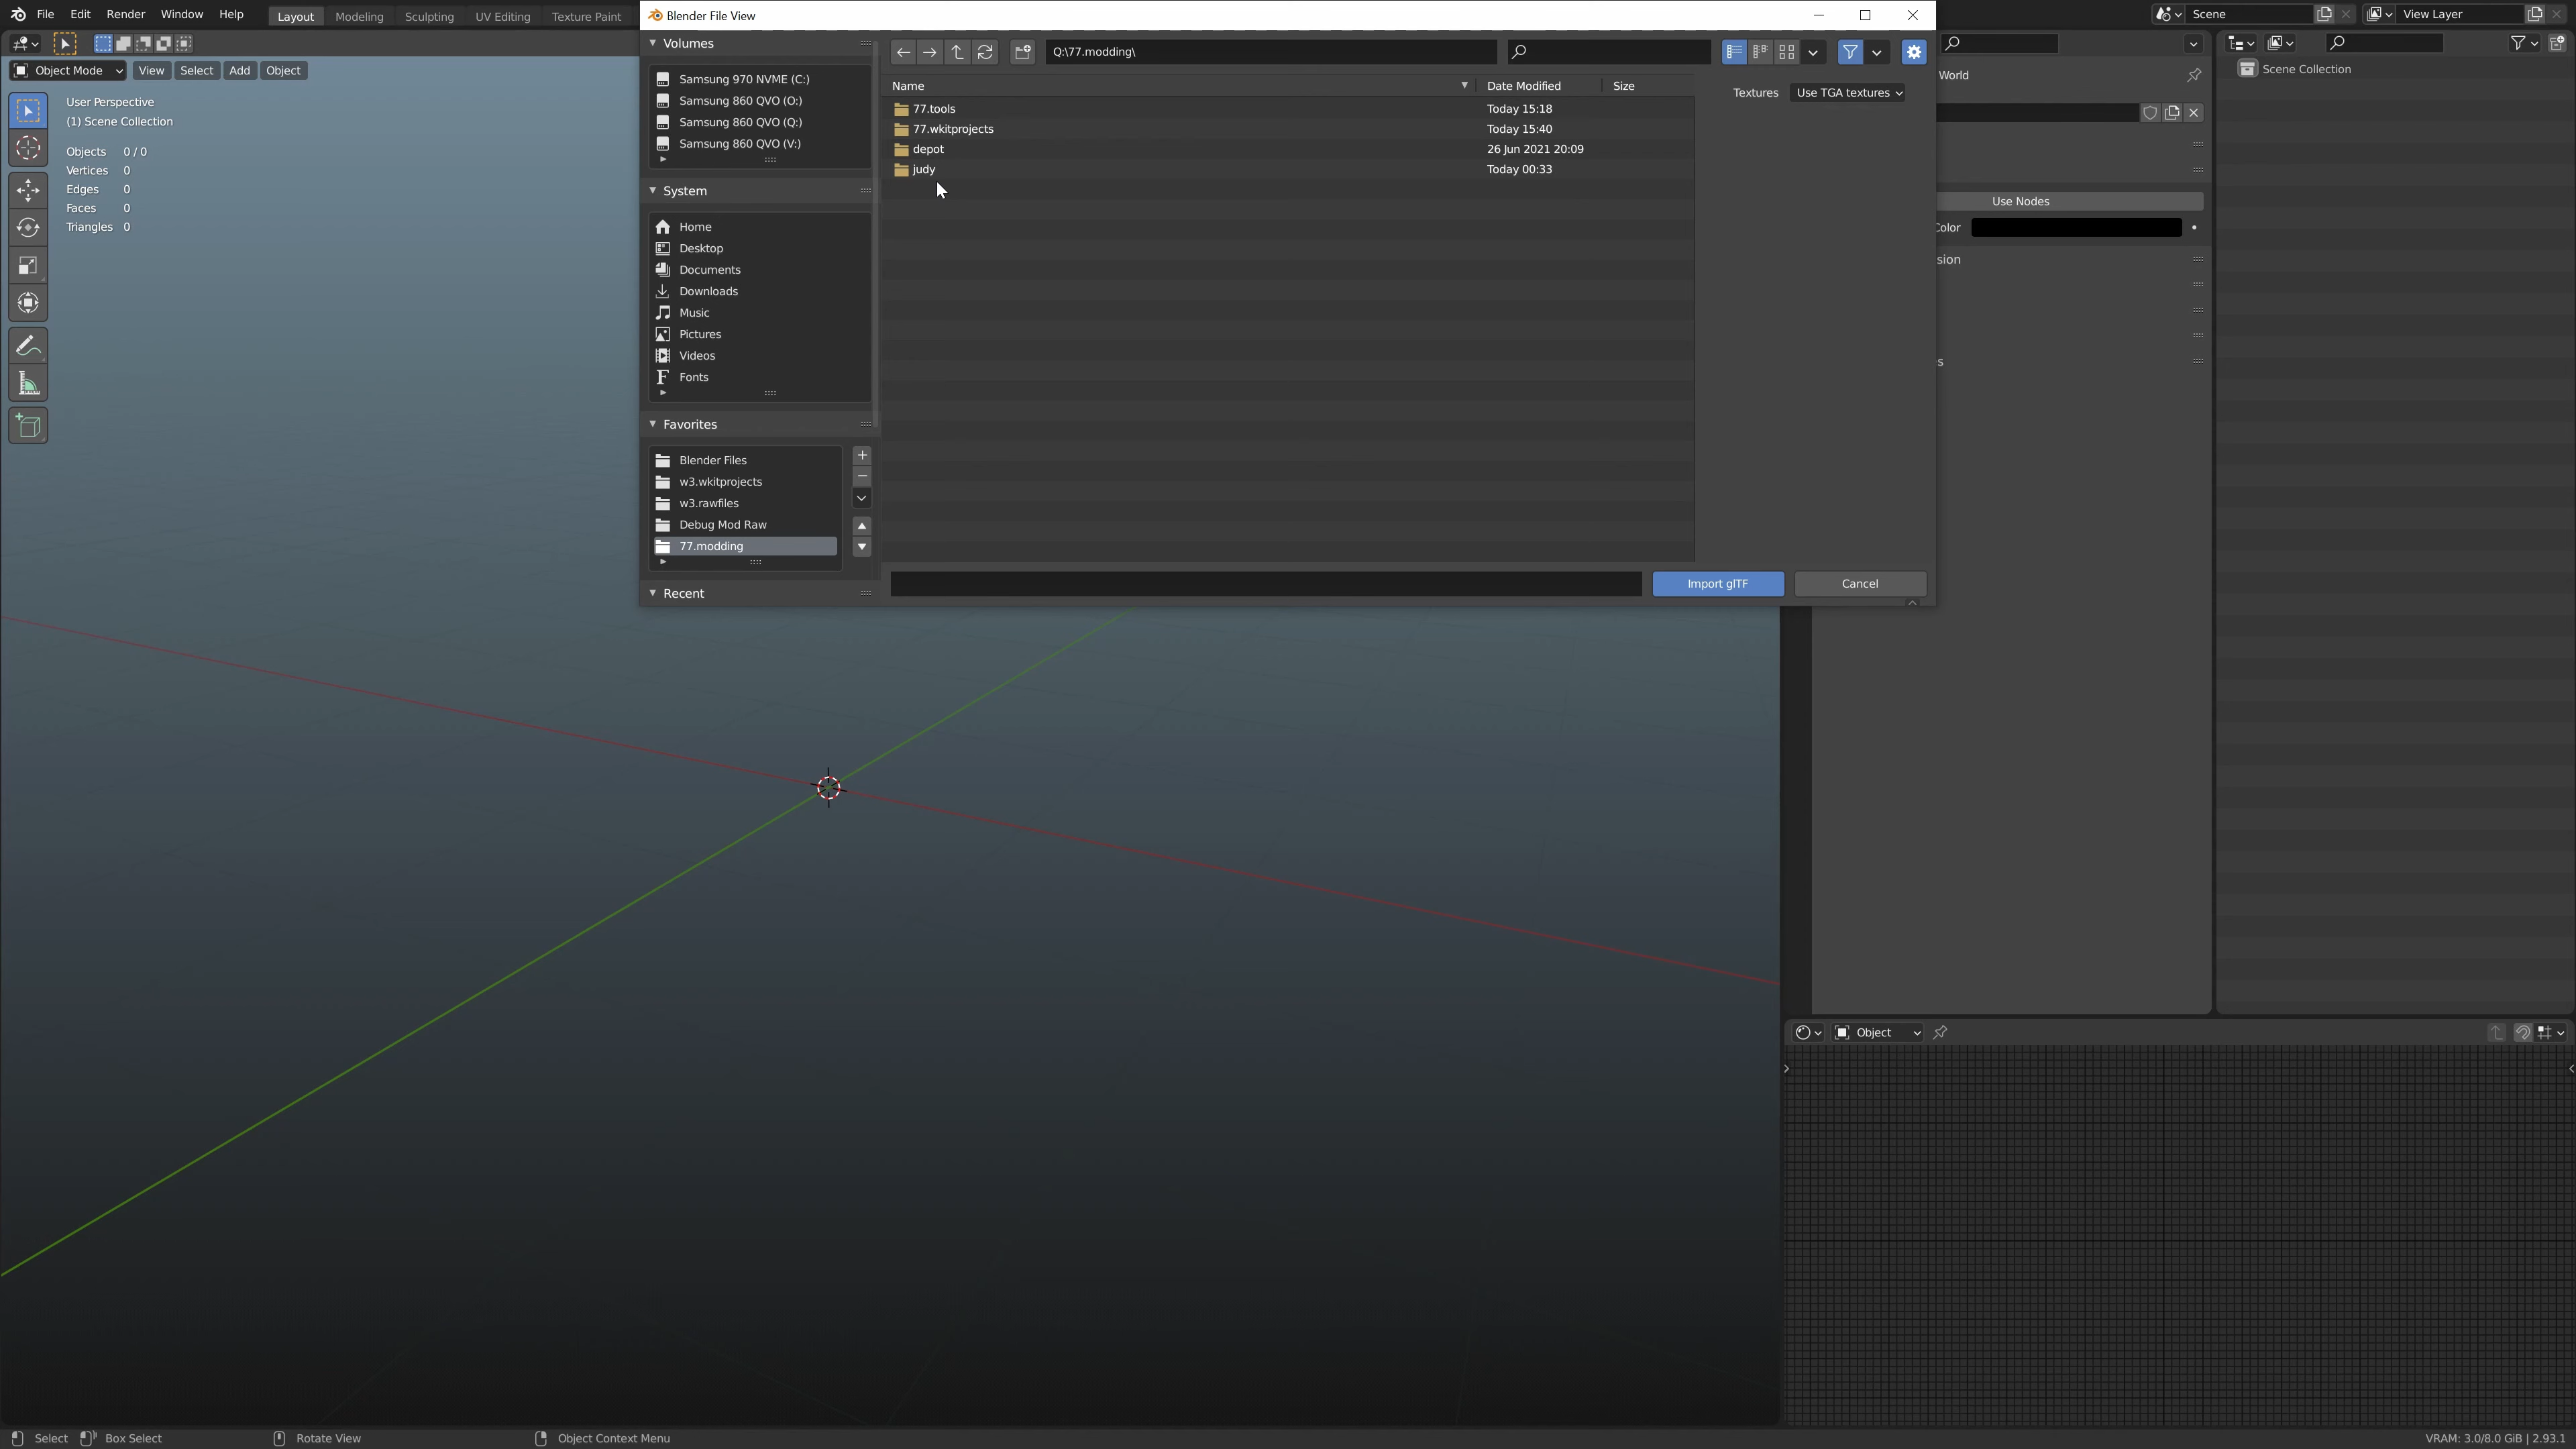 File Edit Render Window Help
Layout Modeling Sculpting UV Editing Texture Paint
Scene
View Layer
Object Mode View Select Add Object
User Perspective
(1) Scene Collection
Objects 0 / 0
Vertices 0
Edges 0
Faces 0
Triangles 0
Blender File View
Volumes
Samsung 970 NVME (C:)
Samsung 860 QVO (O:)
Samsung 860 QVO (Q:)
Samsung 860 QVO (V:)
System
Home
Desktop
Documents
Downloads
Music
Pictures
Videos
Fonts
Favorites
Blender Files
w3.wkitprojects
w3.rawfiles
Debug Mod Raw
77.modding
Recent
Q:\77.modding\
Name Date Modified Size
77.tools Today 15:18
77.wkitprojects Today 15:40
depot 26 Jun 2021 20:09
judy Today 00:33
Textures Use TGA textures
Import glTF Cancel
World
Use Nodes
Color
sion
s
Scene Collection
Object
Select Box Select Rotate View Object Context Menu
VRAM: 3.0/8.0 GiB | 2.93.1